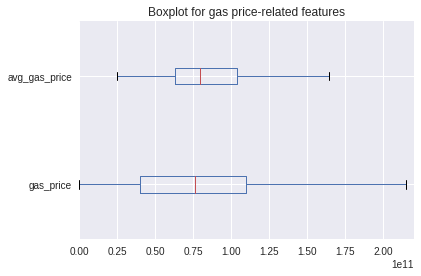 Boxplot for gas price-related features
avg_gas_price
gas_price
0.00 0.25 0.50 0.75 1.00 1.25 1.50 1.75 2.00
1e11